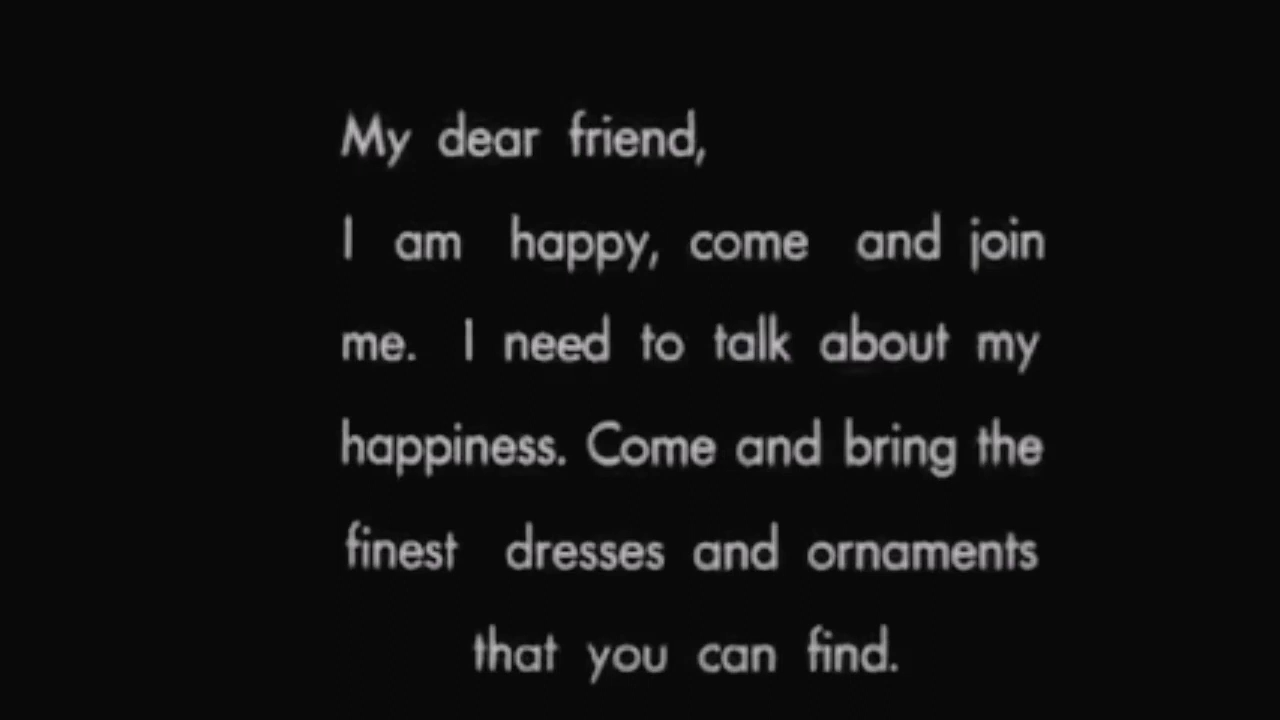 My dear friend,
I am happy, come and join
me. I need to talk about my
happiness. Come and bring the
finest dresses and ornaments
that you can find.